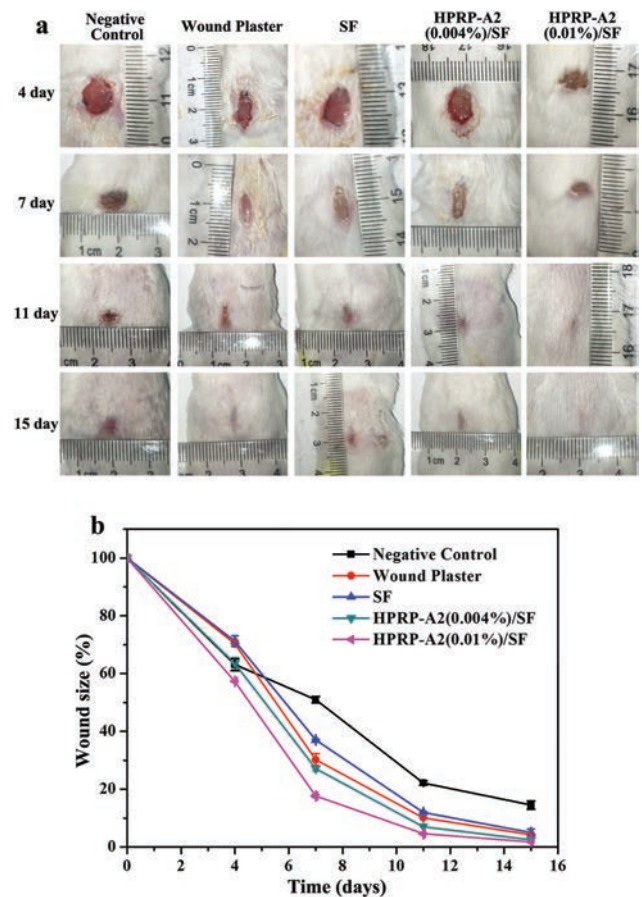 a
Negative Control
Wound Plaster
SF
HPRP-A2 (0.004%)/SF
HPRP-A2 (0.01%)/SF
4 day
7 day
11 day
15 day
b
Wound size (%)
100
80
60
40
20
0
Negative Control
Wound Plaster
SF
HPRP-A2(0.004%)/SF
HPRP-A2(0.01%)/SF
0 2 4 6 8 10 12 14 16
Time (days)